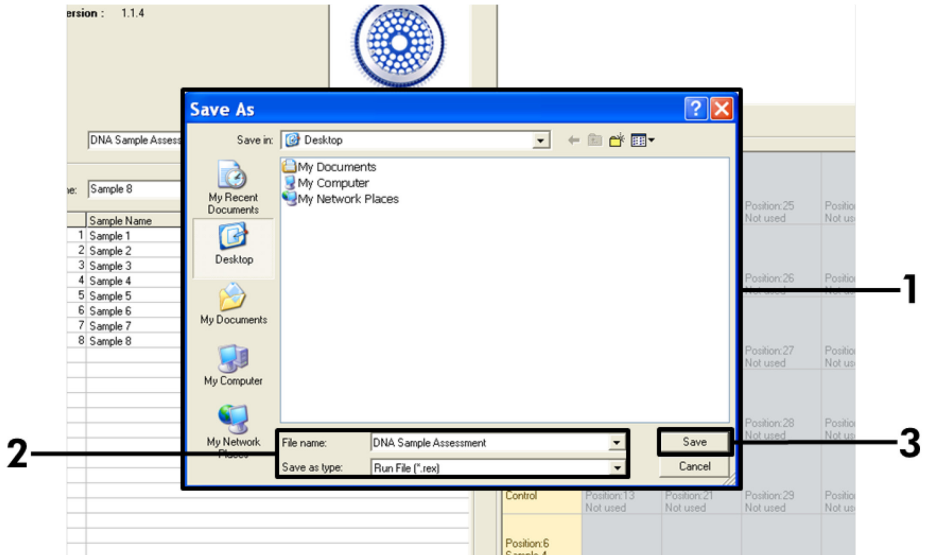 ersion : 1.1.4
Save As
DNA Sample Assess
Save in:
Desktop
My Documents
My Computer
My Network Places
My Recent
Documents
Desktop
My Documents
My Computer
My Network
Places
Sample 8
Sample Name
1 Sample 1
2 Sample 2
3 Sample 3
4 Sample 4
5 Sample 5
6 Sample 6
7 Sample 7
8 Sample 8
File name:
DNA Sample Assessment
Save
Save as type:
Run File (*.rex)
Cancel
Position:25
Not used
Position:26
Not used
Position:27
Not used
Position:28
Not used
Control
Position:13
Not used
Position:21
Not used
Position:29
Not used
Position:6
Sample 4
1
2
3